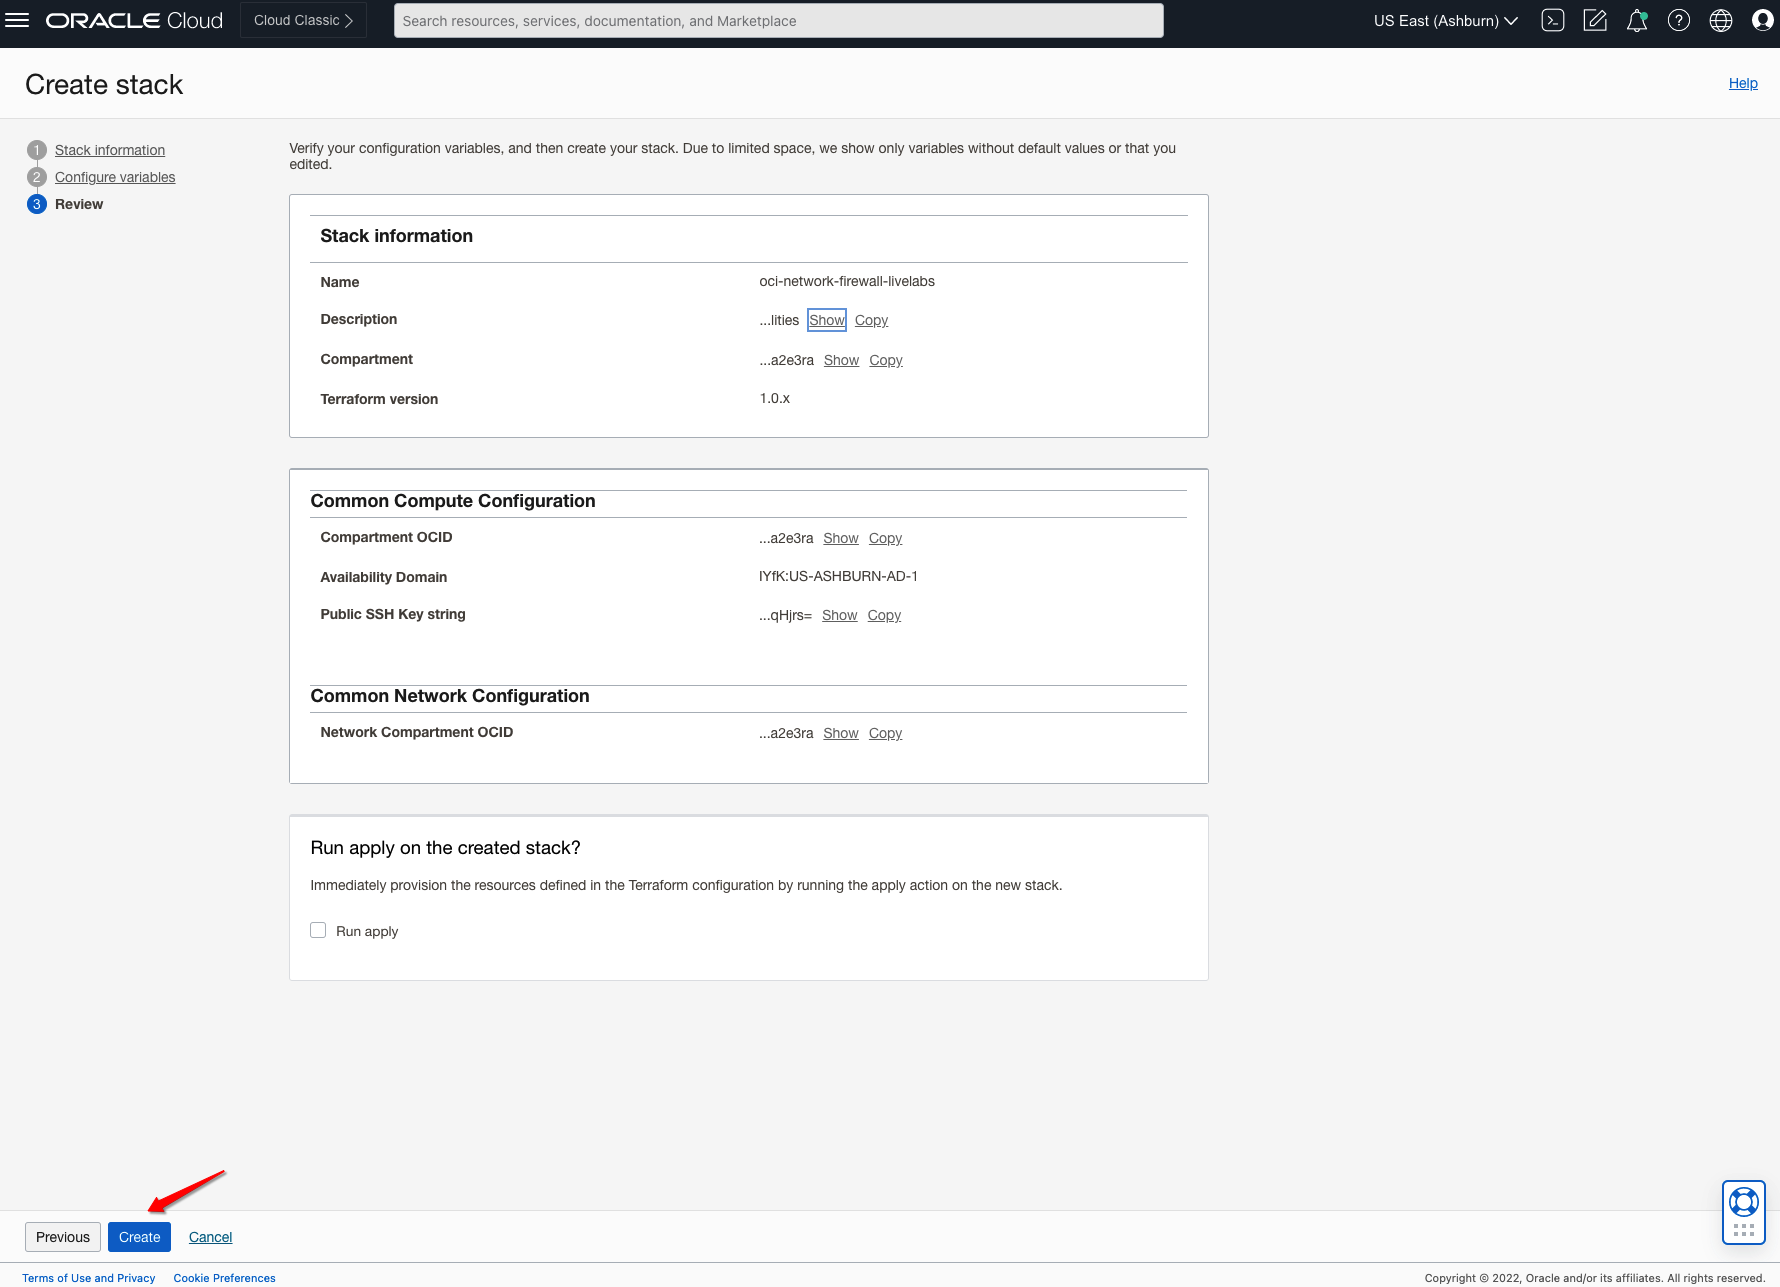 ORACLE Cloud
Cloud Classic
Search resources, services, documentation, and Marketplace
US East (Ashburn)
Create stack
Help
1 Stack information
2 Configure variables
3 Review
Verify your configuration variables, and then create your stack. Due to limited space, we show only variables without default values or that you
edited.
Stack information
Name oci-network-firewall-livelabs
Description ...lities Show Copy
Compartment ...a2e3ra Show Copy
Terraform version 1.0.x
Common Compute Configuration
Compartment OCID ...a2e3ra Show Copy
Availability Domain IYfK:US-ASHBURN-AD-1
Public SSH Key string ...qHjrs= Show Copy
Common Network Configuration
Network Compartment OCID ...a2e3ra Show Copy
Run apply on the created stack?
Immediately provision the resources defined in the Terraform configuration by running the apply action on the new stack.
Run apply
Previous Create Cancel
Terms of Use and Privacy Cookie Preferences
Copyright © 2022, Oracle and/or its affiliates. All rights reserved.